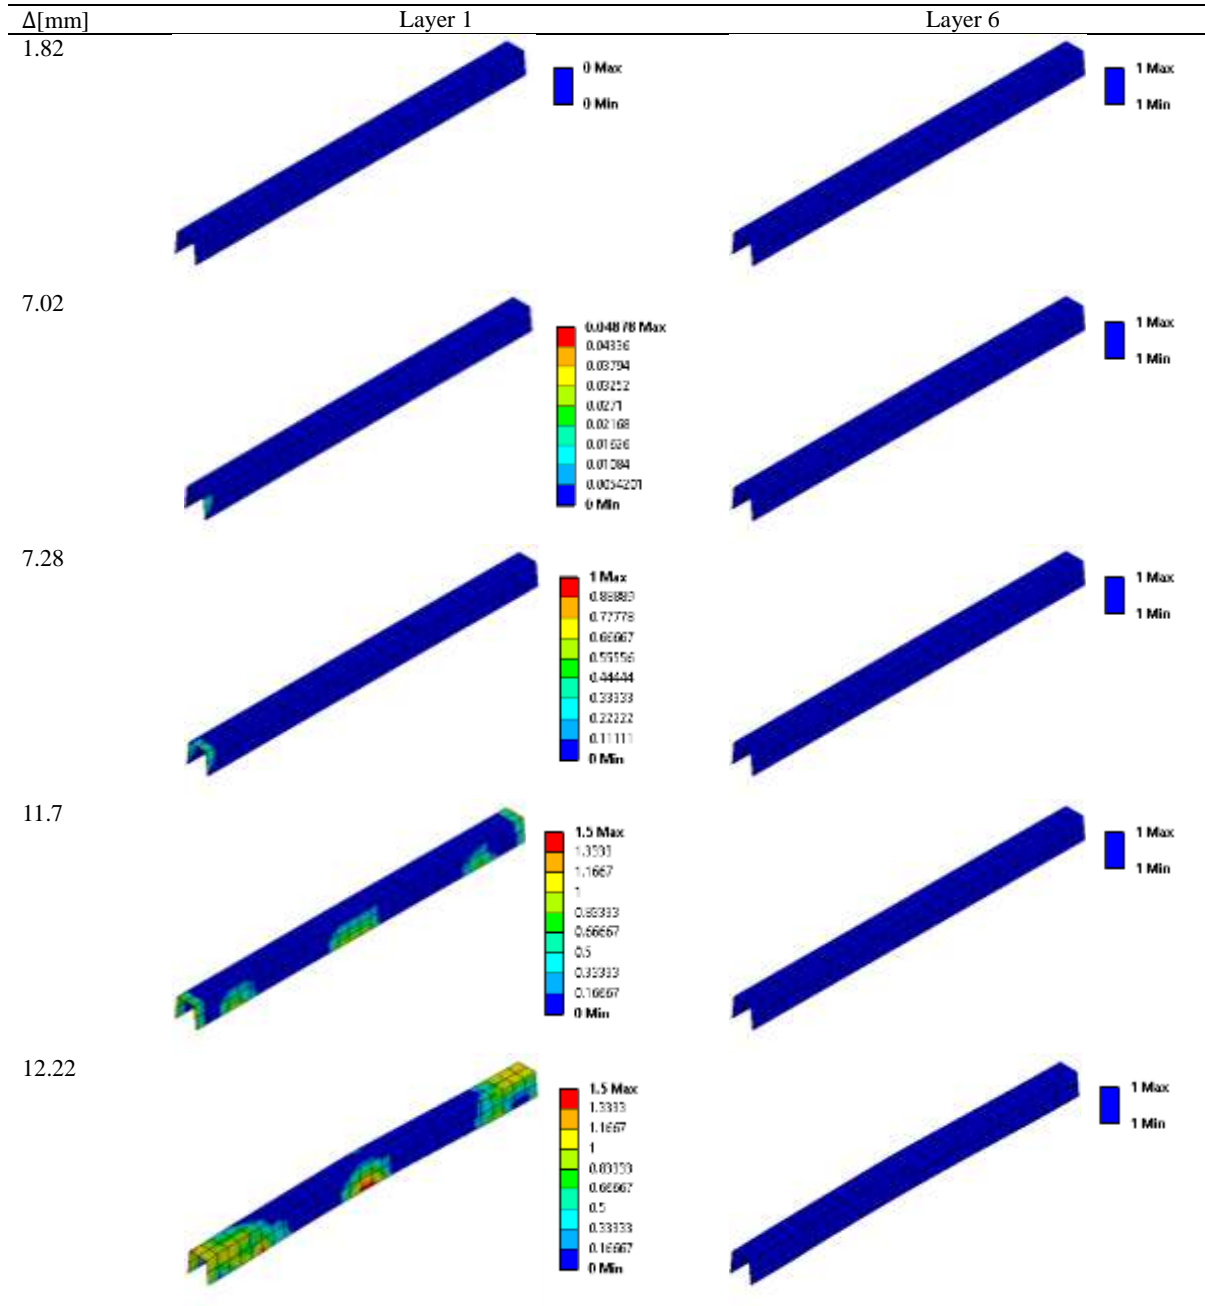 Δ[mm] Layer 1 Layer 6
1.82
0 Max
0 Min
1 Max
1 Min
7.02
0.04878 Max
0.04336
0.03794
0.03252
0.0271
0.02168
0.01626
0.01084
0.0054201
0 Min
1 Max
1 Min
7.28
1 Max
0.88889
0.77778
0.66667
0.55556
0.44444
0.33333
0.22222
0.11111
0 Min
1 Max
1 Min
11.7
1.5 Max
1.3333
1.1667
1
0.83333
0.66667
0.5
0.33333
0.16667
0 Min
1 Max
1 Min
12.22
1.5 Max
1.3333
1.1667
1
0.83333
0.66667
0.5
0.33333
0.16667
0 Min
1 Max
1 Min